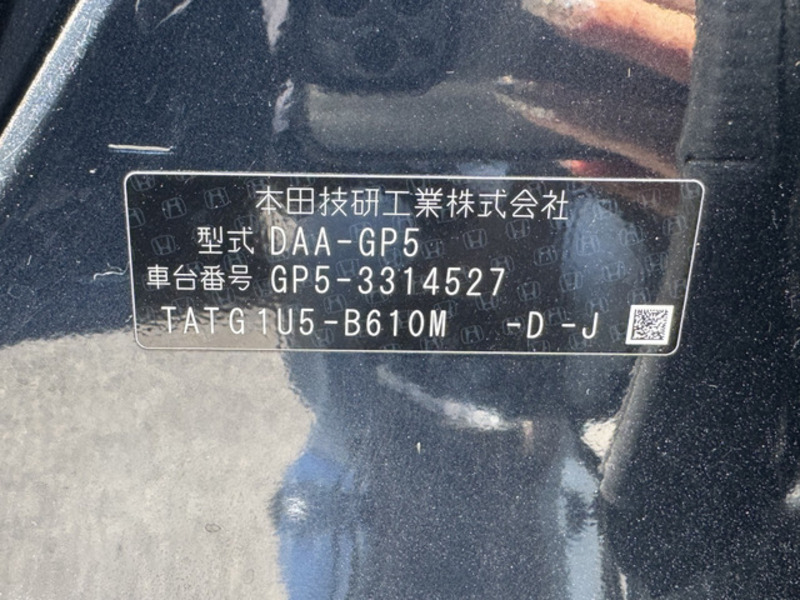 本田技研工業株式会社
型式 DAA-GP5
車台番号 GP5-3314527
TATG1U5-B610M -D -J